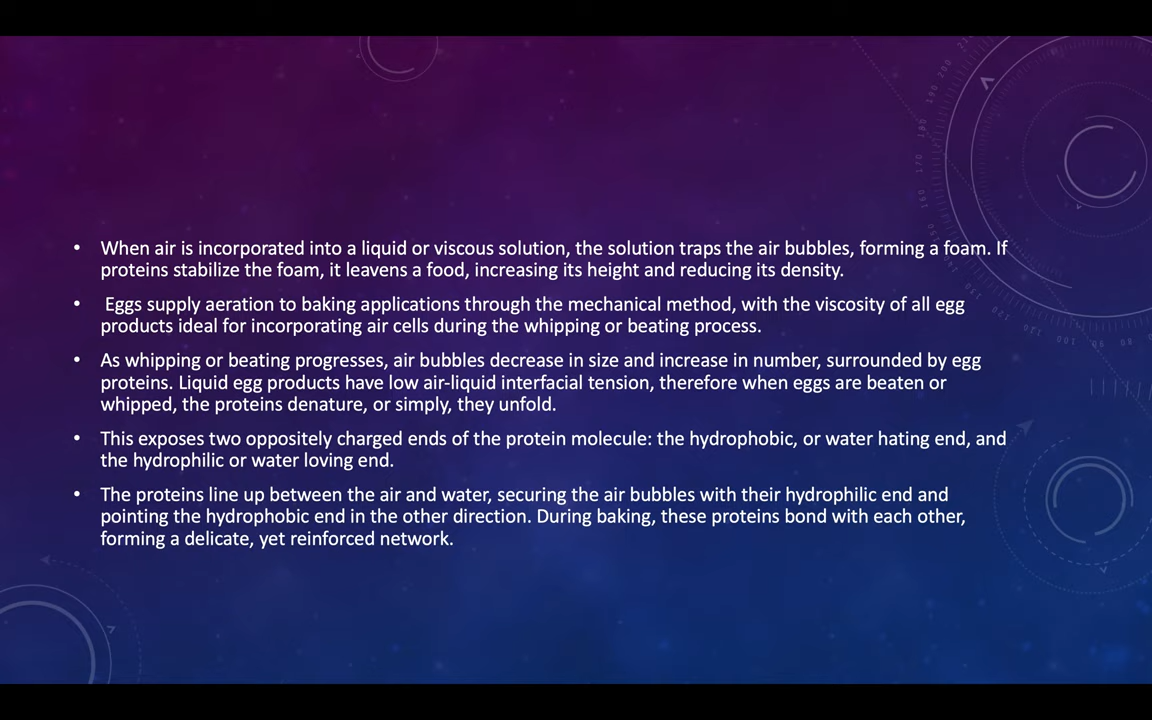 • When air is incorporated into a liquid or viscous solution, the solution traps the air bubbles, forming a foam. If
proteins stabilize the foam, it leavens a food, increasing its height and reducing its density.
• Eggs supply aeration to baking applications through the mechanical method, with the viscosity of all egg
products ideal for incorporating air cells during the whipping or beating process.
• As whipping or beating progresses, air bubbles decrease in size and increase in number, surrounded by egg
proteins. Liquid egg products have low air-liquid interfacial tension, therefore when eggs are beaten or
whipped, the proteins denature, or simply, they unfold.
• This exposes two oppositely charged ends of the protein molecule: the hydrophobic, or water hating end, and
the hydrophilic or water loving end.
• The proteins line up between the air and water, securing the air bubbles with their hydrophilic end and
pointing the hydrophobic end in the other direction. During baking, these proteins bond with each other,
forming a delicate, yet reinforced network.